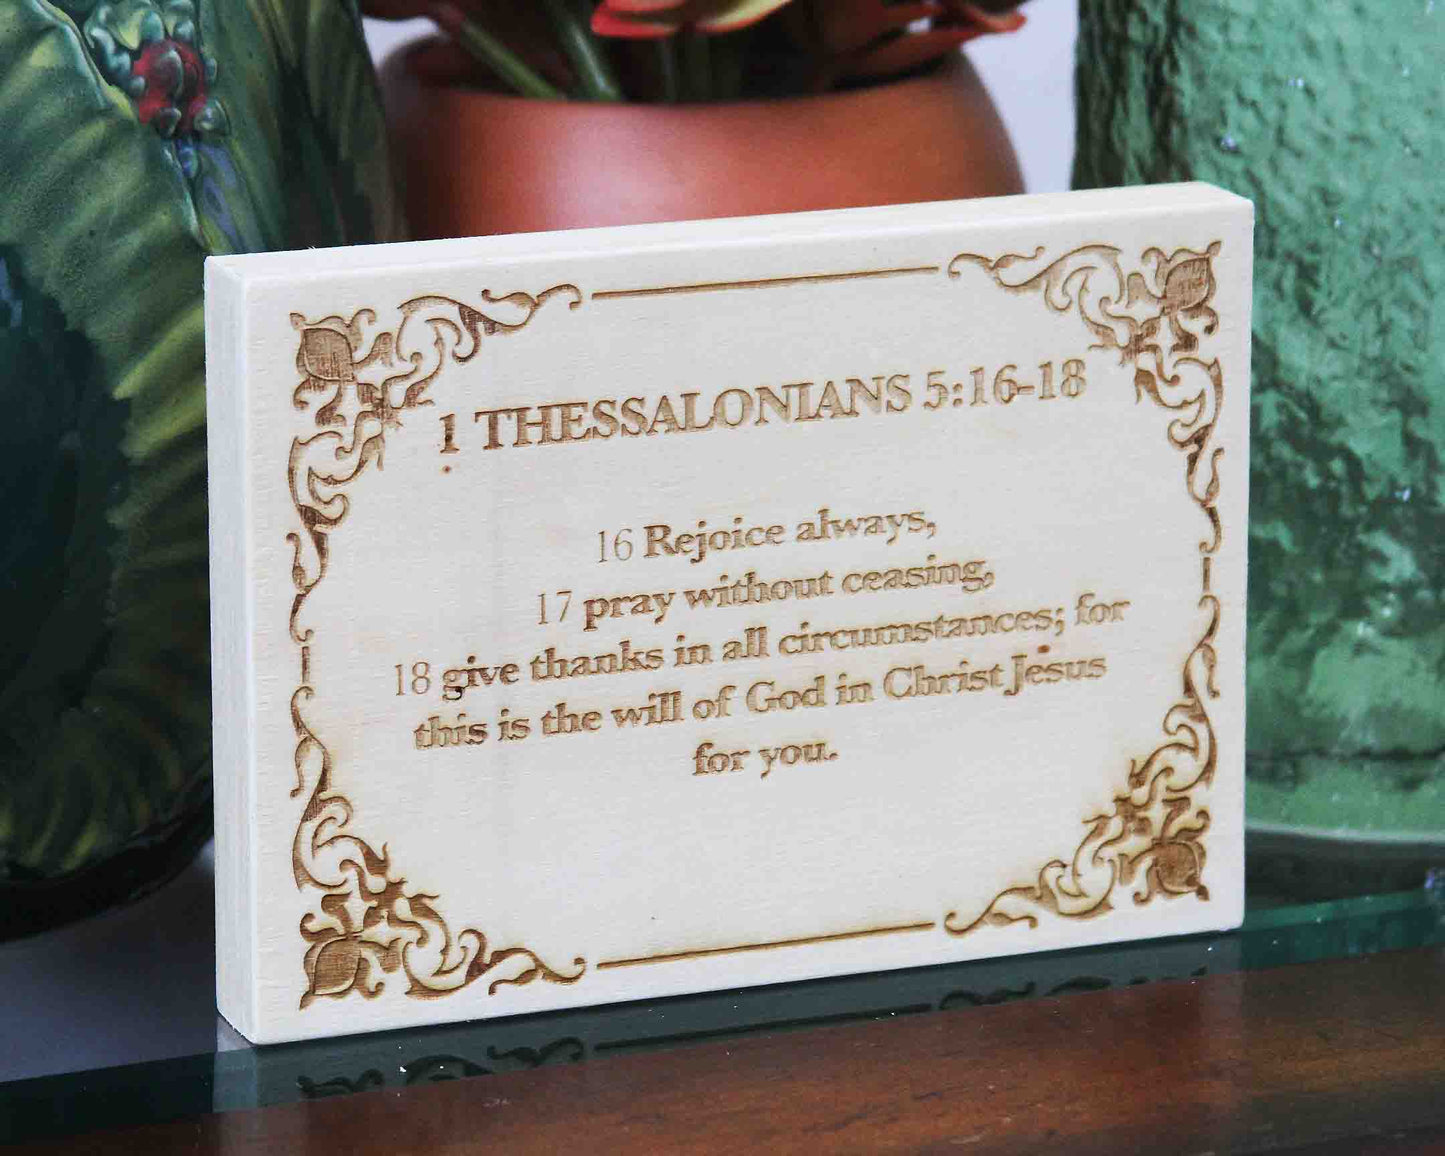 1 THESSALONIANS 5:16-18
16 Rejoice always,
17 pray without ceasing,
18 give thanks in all circumstances; for
this is the will of God in Christ Jesus
for you.